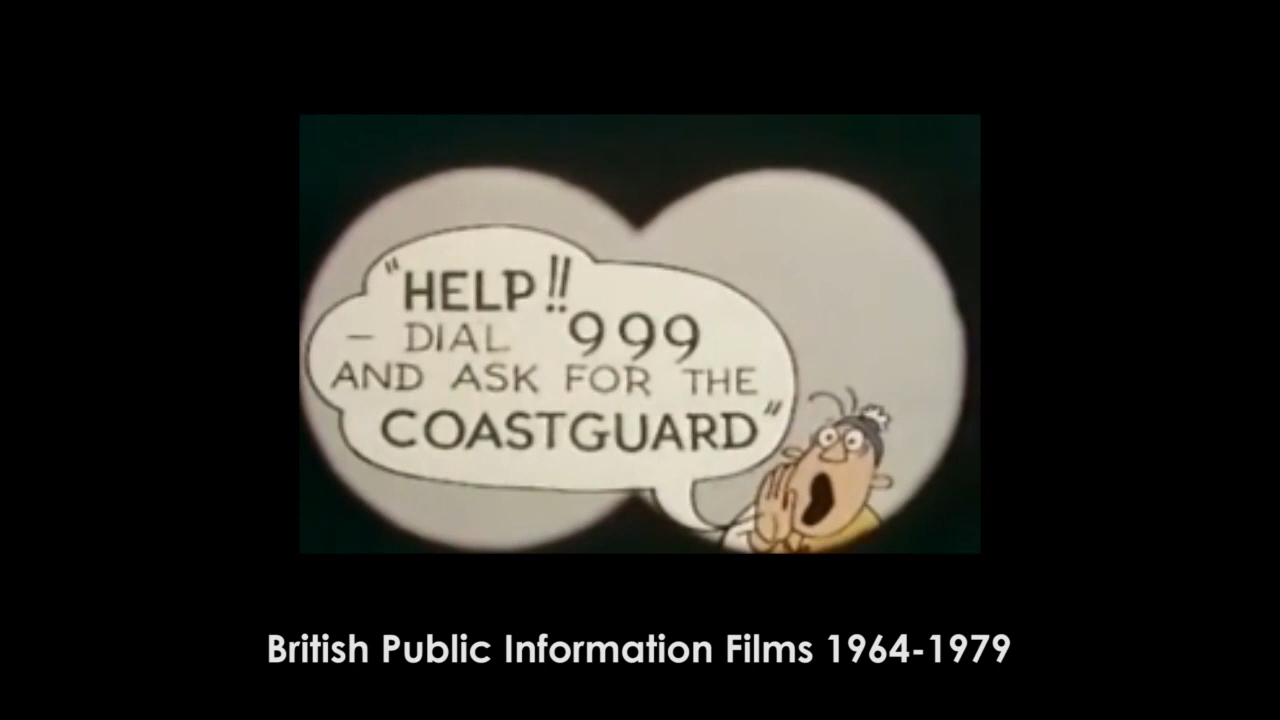 "HELP!!
– DIAL 999
AND ASK FOR THE
COASTGUARD"
British Public Information Films 1964-1979